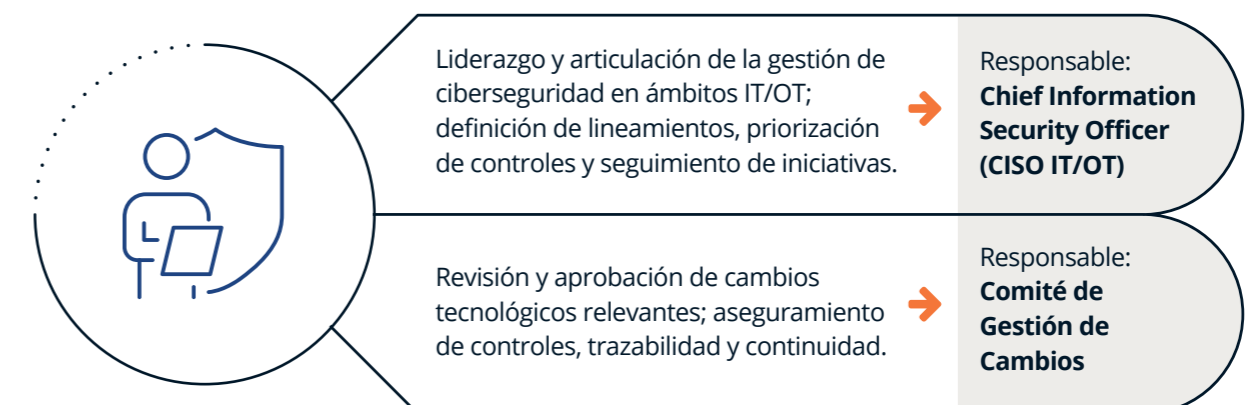 Liderazgo y articulación de la gestión de
ciberseguridad en ámbitos IT/OT;
definición de lineamientos, priorización
de controles y seguimiento de iniciativas.
Responsable:
Chief Information
Security Officer
(CISO IT/OT)
Revisión y aprobación de cambios
tecnológicos relevantes; aseguramiento
de controles, trazabilidad y continuidad.
Responsable:
Comité de
Gestión de
Cambios